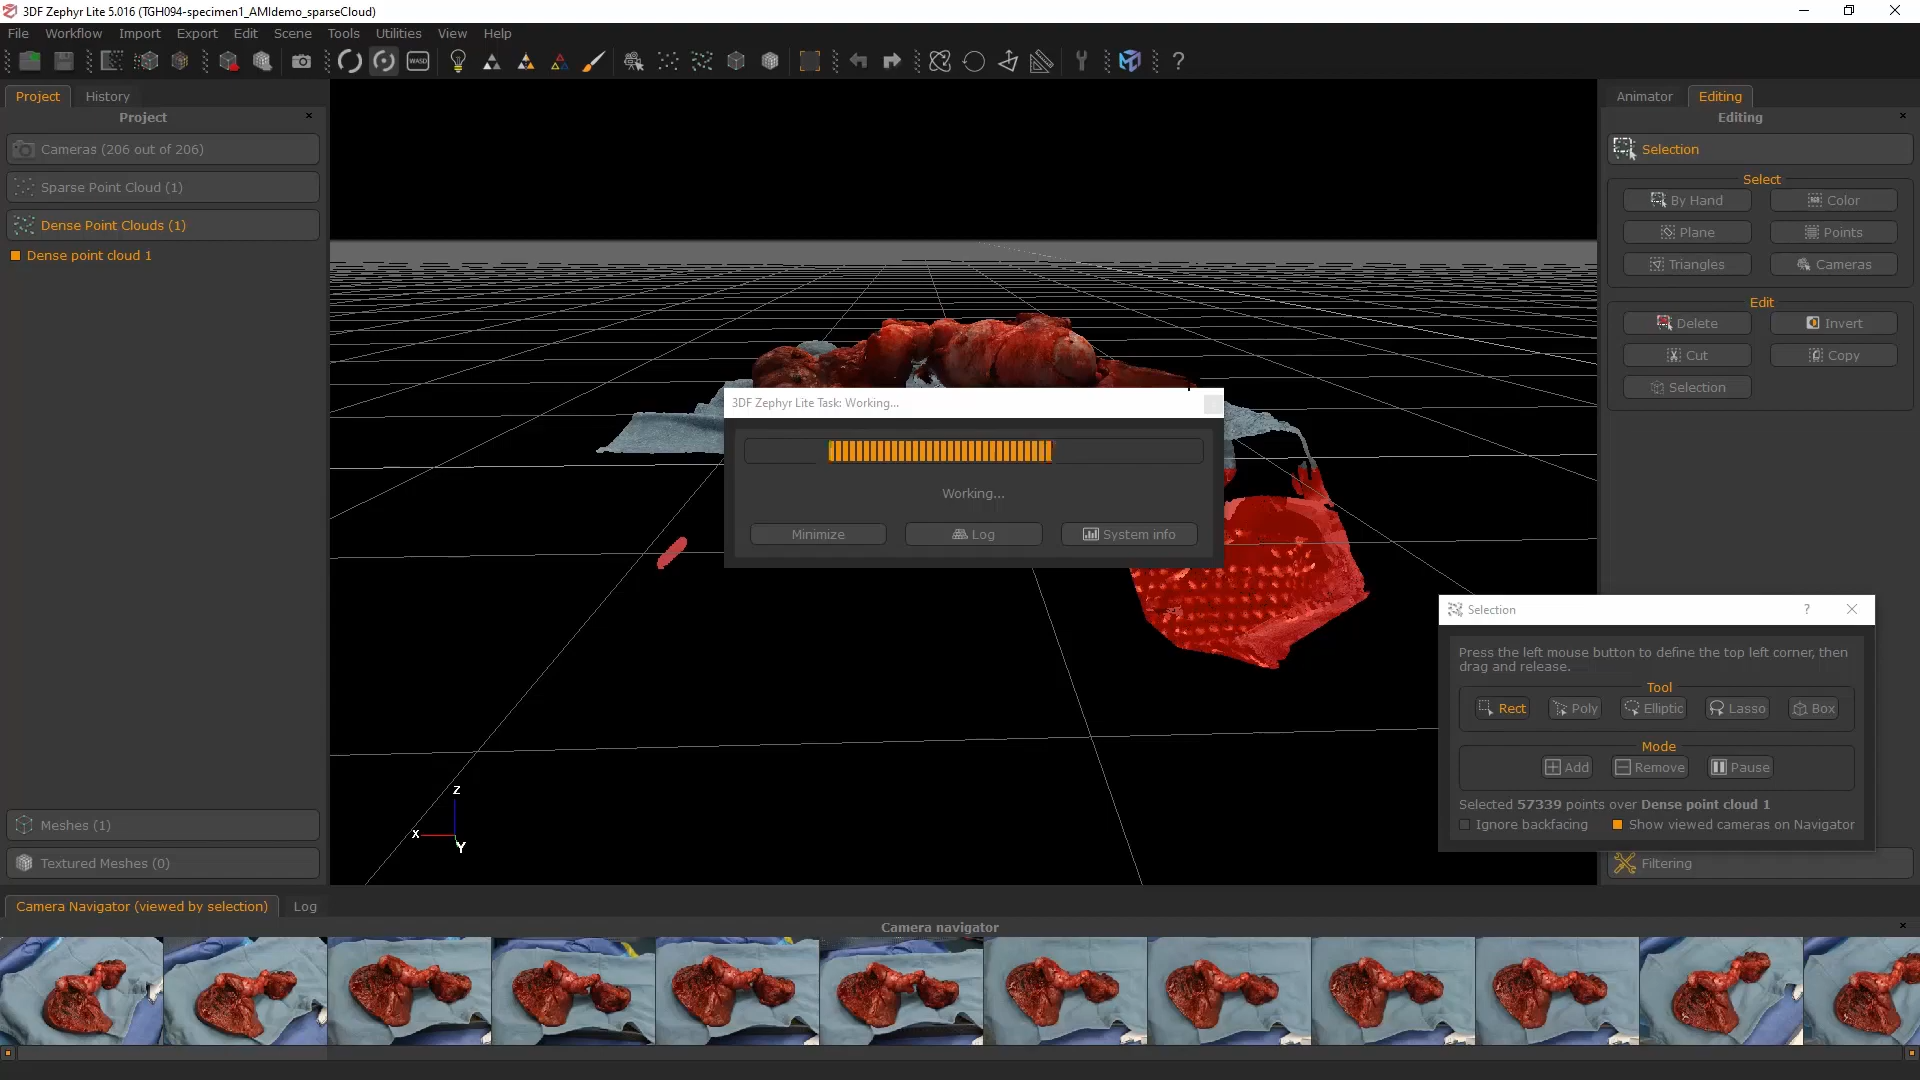 3DF Zephyr Lite 5.016 (TGH094-specimen1_AMIdemo_sparseCloud)
File Workflow Import Export Edit Scene Tools Utilities View Help
WASD
Project History
Project
Cameras (206 out of 206)
Sparse Point Cloud (1)
Dense Point Clouds (1)
Dense point cloud 1
Meshes (1)
Textured Meshes (0)
Z
X
Y
3DF Zephyr Lite Task: Working...
Working...
Minimize Log System info
Animator Editing
Editing
Selection
Select
By Hand Color
Plane Points
Triangles Cameras
Edit
Delete Invert
Cut Copy
Selection
Selection
Press the left mouse button to define the top left corner, then
drag and release.
Tool
Rect Poly Elliptic Lasso Box
Mode
Add Remove Pause
Selected 57339 points over Dense point cloud 1
Ignore backfacing Show viewed cameras on Navigator
Filtering
Camera Navigator (viewed by selection) Log
Camera navigator